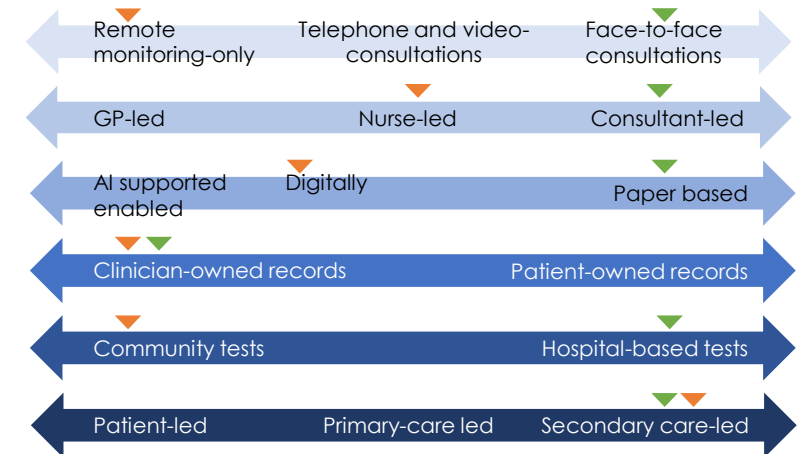 Remote monitoring-only
Telephone and video-consultations
Face-to-face consultations
GP-led
Nurse-led
Consultant-led
AI supported enabled
Digitally
Paper based
Clinician-owned records
Patient-owned records
Community tests
Hospital-based tests
Patient-led
Primary-care led
Secondary care-led